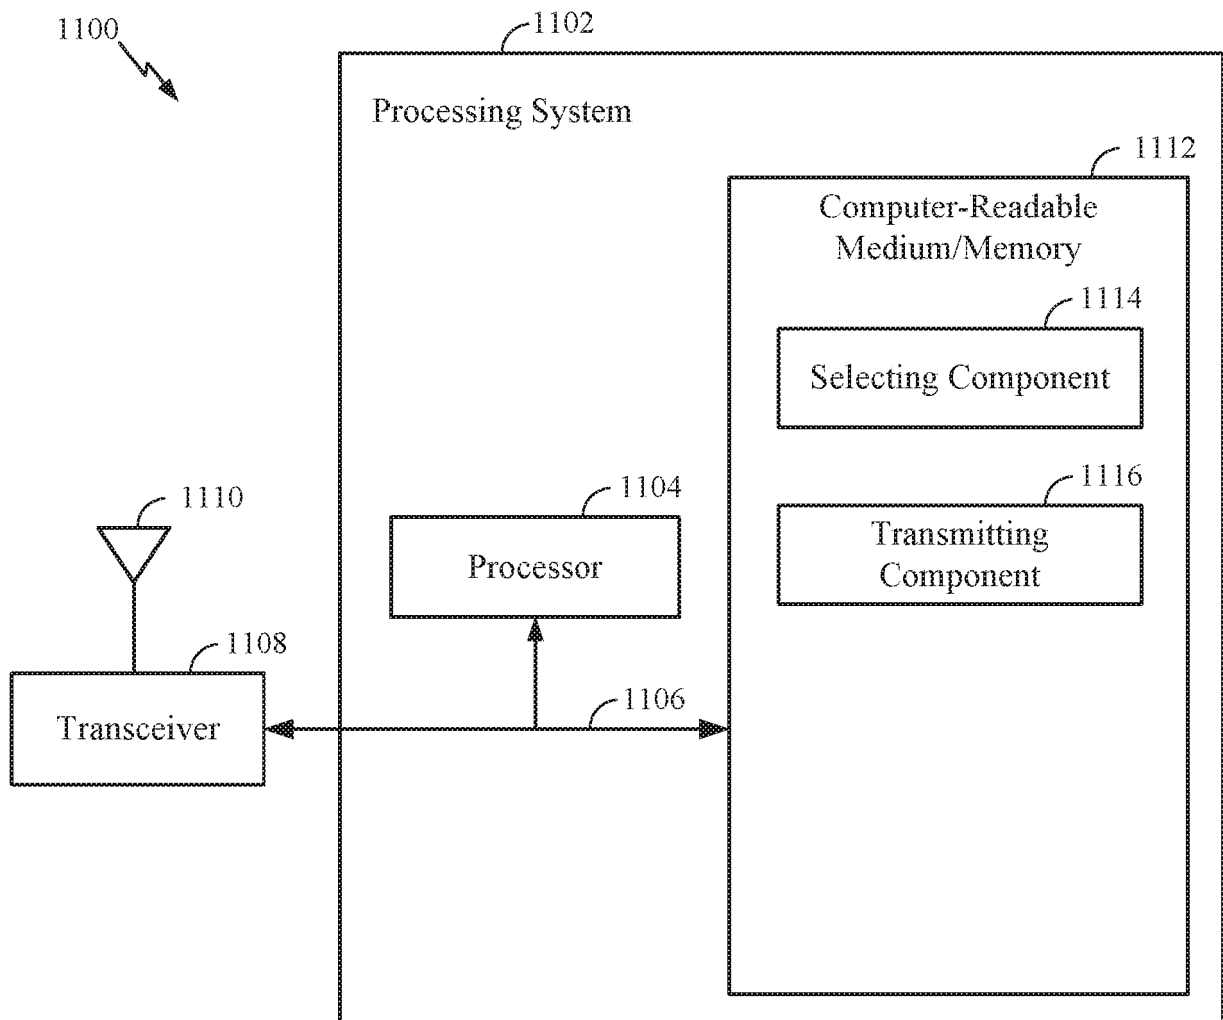 1100
1102
Processing System
1112
Computer-Readable
Medium/Memory
1114
Selecting Component
1116
Transmitting
Component
1104
Processor
1110
1108
Transceiver
1106